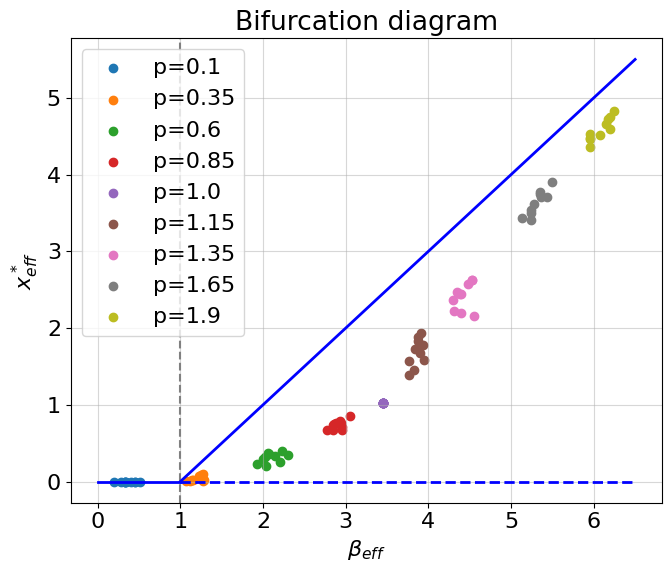 Bifurcation diagram
p=0.1
p=0.35
p=0.6
p=0.85
p=1.0
p=1.15
p=1.35
p=1.65
p=1.9
5
4
3
2
1
0
x*eff
0 1 2 3 4 5 6
βeff